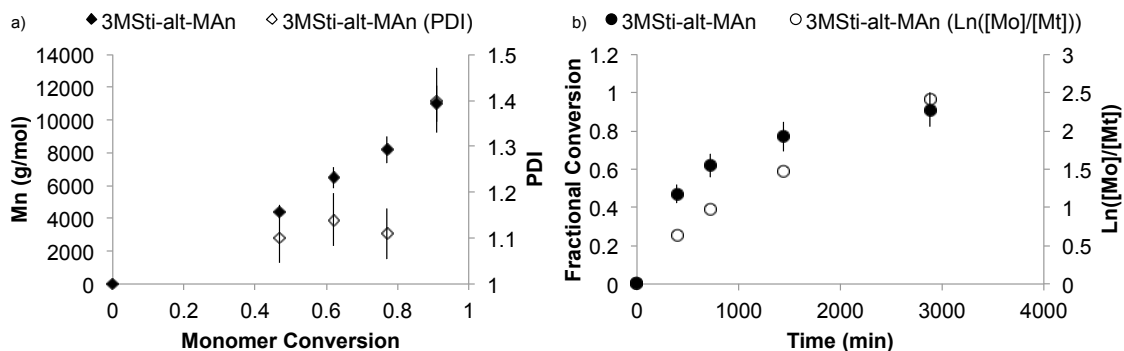 a) 3MSti-alt-MAn 3MSti-alt-MAn (PDI)
14000 1.5
12000
10000 1.4
8000 1.3
6000
4000 1.2
2000 1.1
0 1
0 0.2 0.4 0.6 0.8 1
Mn (g/mol)
PDI
Monomer Conversion
b) 3MSti-alt-MAn 3MSti-alt-MAn (Ln([Mo]/[Mt]))
1.2 3
1 2.5
0.8 2
0.6 1.5
0.4 1
0.2 0.5
0 0
0 1000 2000 3000 4000
Fractional Conversion
Ln([Mo]/[Mt])
Time (min)